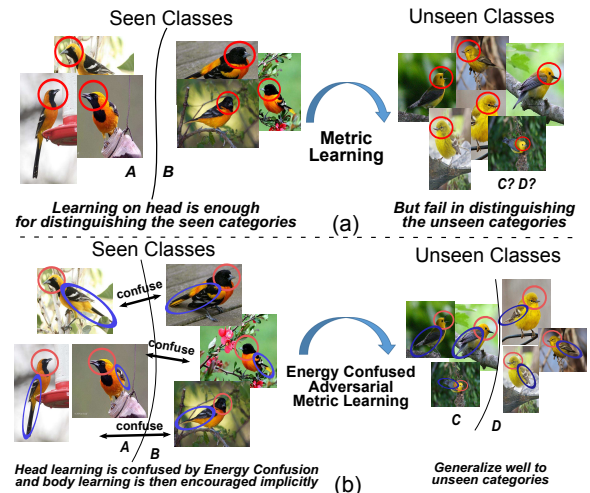 Seen Classes
Unseen Classes
Metric
Learning
A
B
C? D?
Learning on head is enough
for distinguishing the seen categories
(a)
But fail in distinguishing
the unseen categories
Seen Classes
Unseen Classes
confuse
confuse
confuse
Energy Confused
Adversarial
Metric Learning
A
B
C
D
Head learning is confused by Energy Confusion
and body learning is then encouraged implicitly
(b)
Generalize well to
unseen categories